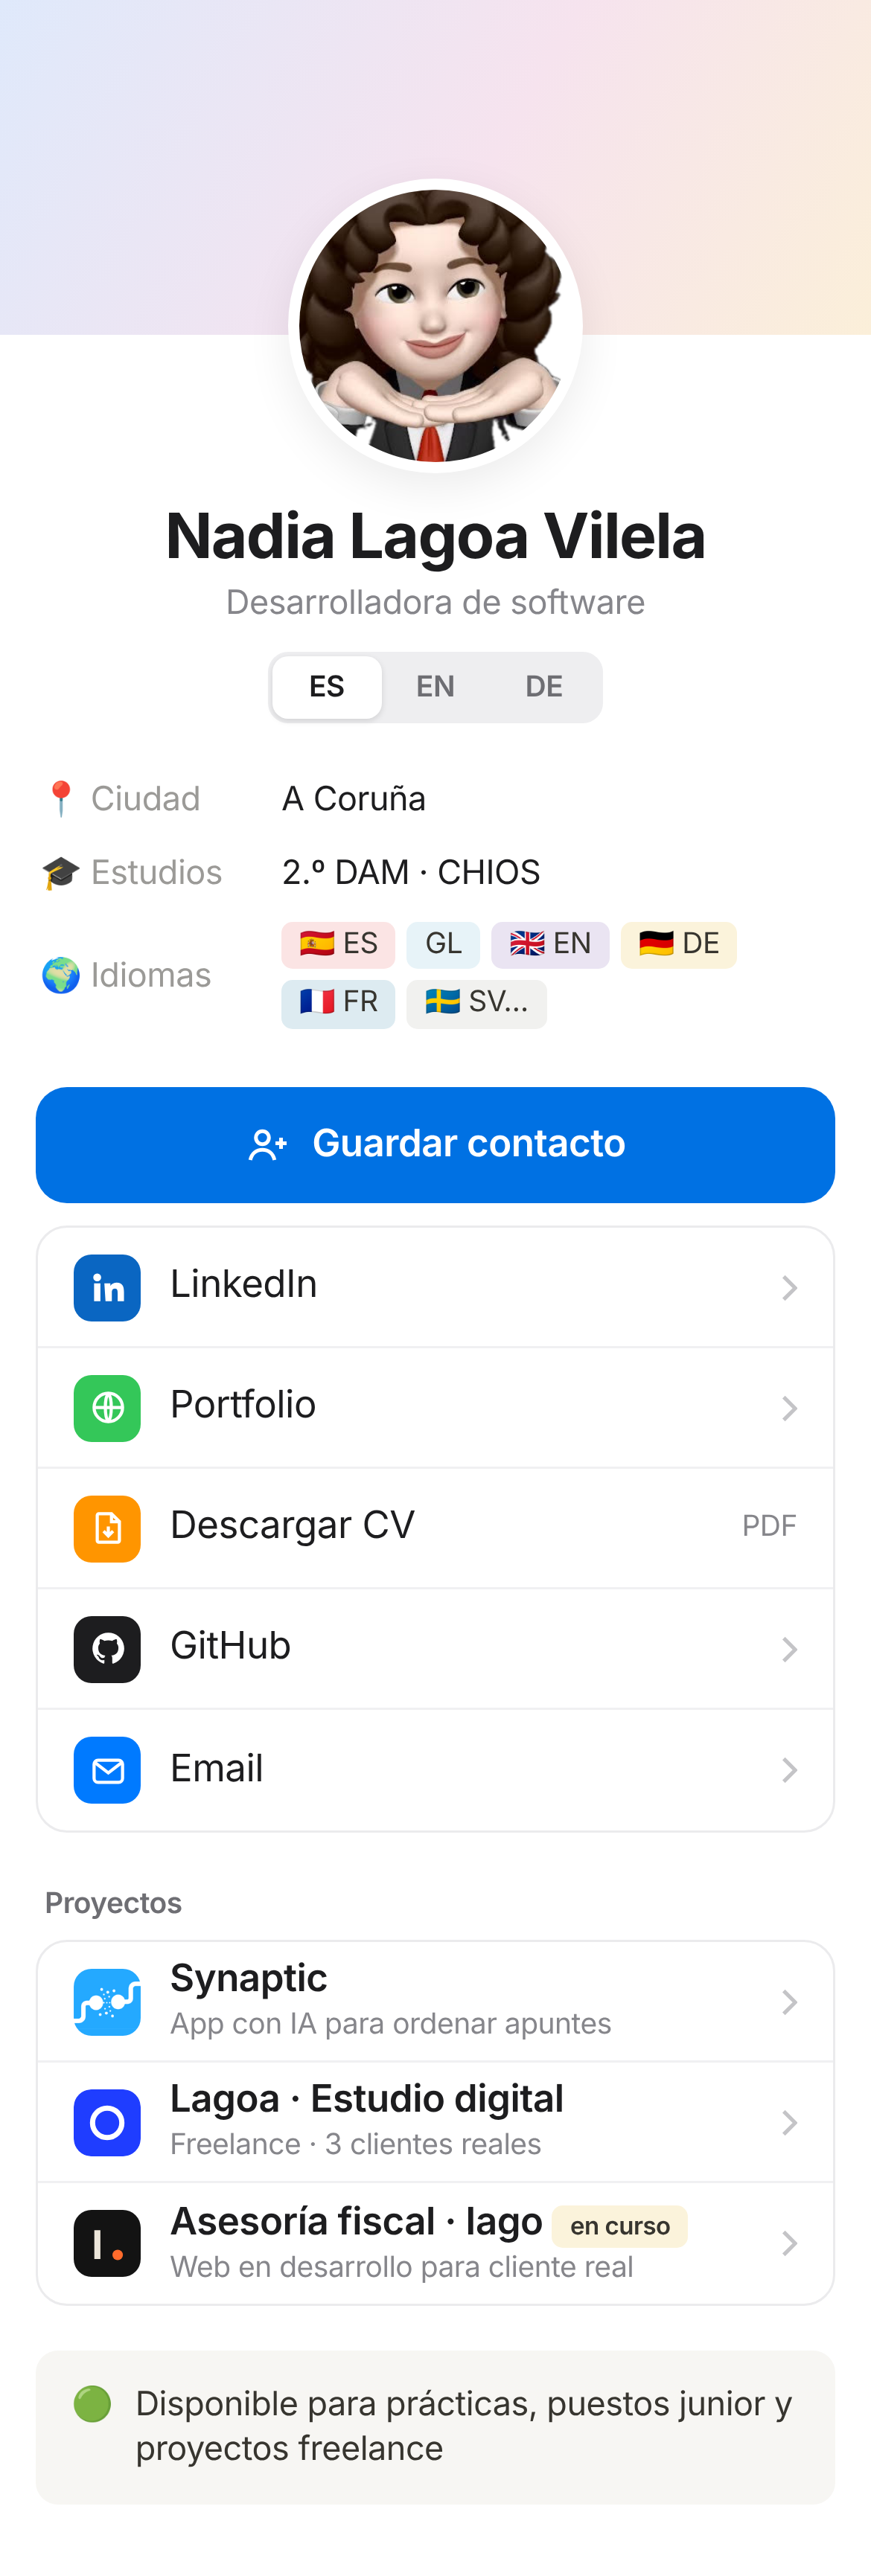 Nadia Lagoa Vilela
Desarrolladora de software
ES EN DE
📍 Ciudad A Coruña
🎓 Estudios 2.º DAM · CHIOS
🌍 Idiomas 🇪🇸 ES GL 🇬🇧 EN 🇩🇪 DE
🇫🇷 FR 🇸🇪 SV...
Guardar contacto
in LinkedIn
Portfolio
Descargar CV PDF
GitHub
Email
Proyectos
Synaptic
App con IA para ordenar apuntes
Lagoa · Estudio digital
Freelance · 3 clientes reales
Asesoría fiscal · Iago en curso
Web en desarrollo para cliente real
🟢 Disponible para prácticas, puestos junior y
proyectos freelance